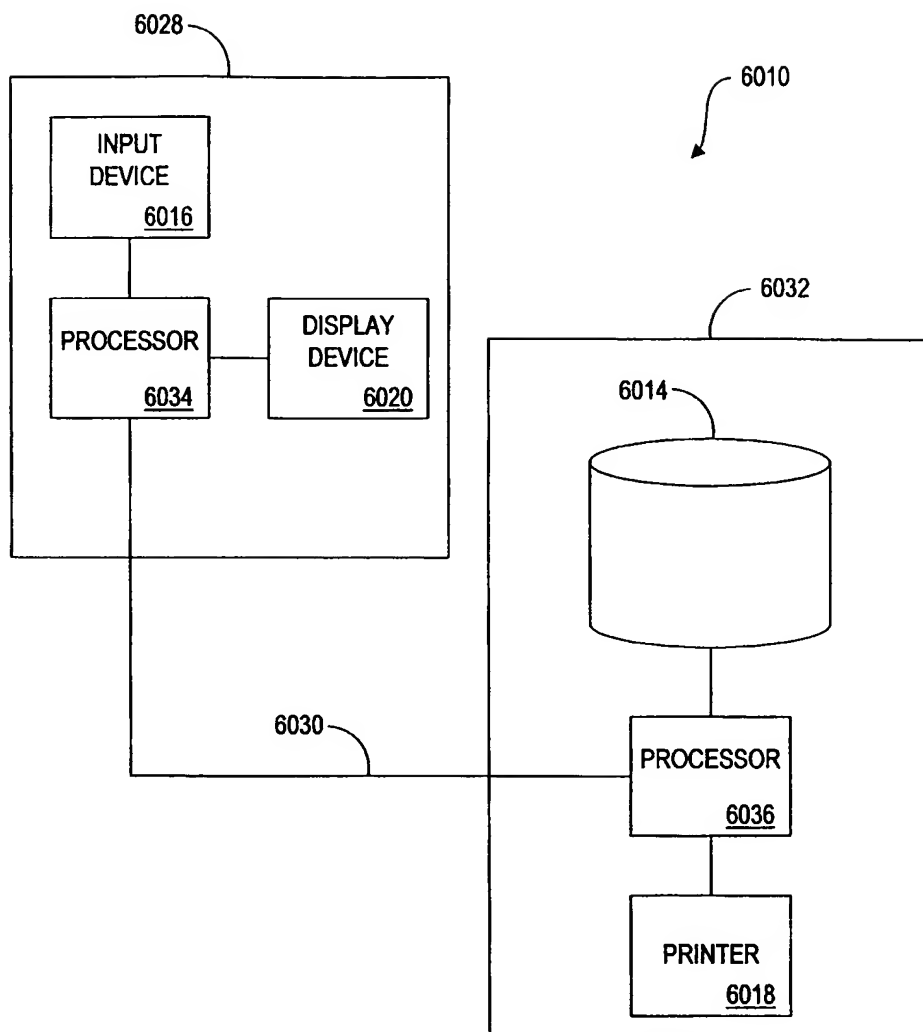 6028
6010
INPUT
DEVICE
6016
6032
PROCESSOR
6034
DISPLAY
DEVICE
6020
6014
6030
PROCESSOR
6036
PRINTER
6018